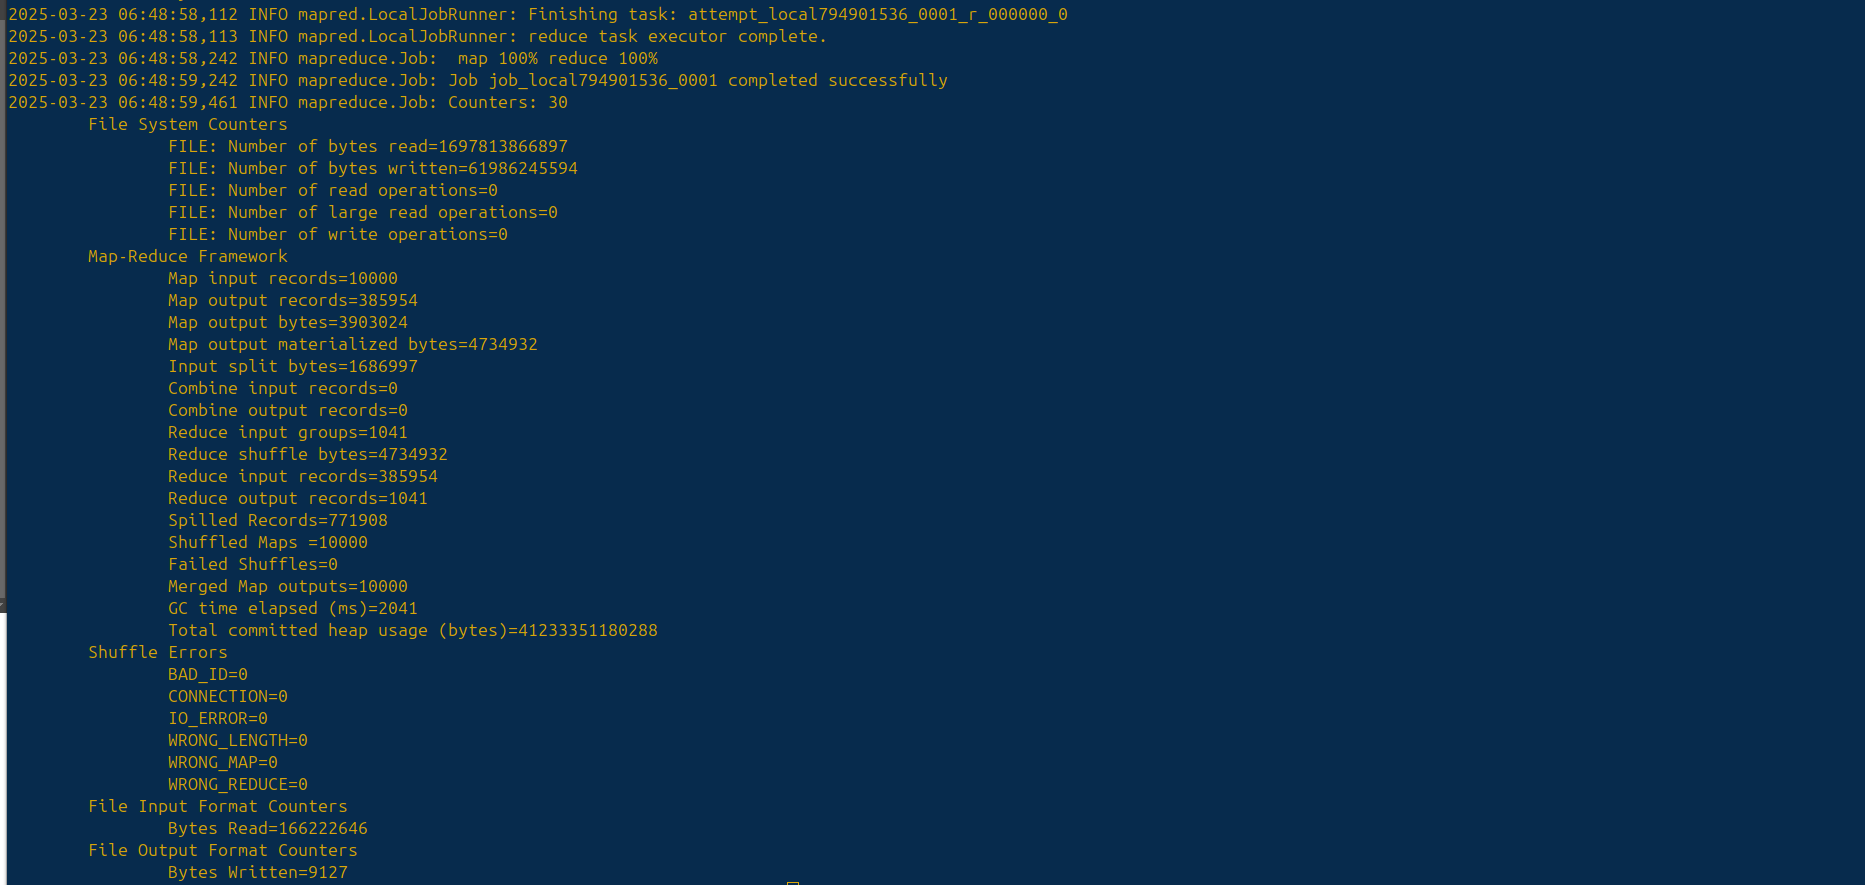 2025-03-23 06:48:58,112 INFO mapred.LocalJobRunner: Finishing task: attempt_local794901536_0001_r_000000_0
2025-03-23 06:48:58,113 INFO mapred.LocalJobRunner: reduce task executor complete.
2025-03-23 06:48:58,242 INFO mapreduce.Job:  map 100% reduce 100%
2025-03-23 06:48:59,242 INFO mapreduce.Job: Job job_local794901536_0001 completed successfully
2025-03-23 06:48:59,461 INFO mapreduce.Job: Counters: 30
File System Counters
FILE: Number of bytes read=1697813866897
FILE: Number of bytes written=61986245594
FILE: Number of read operations=0
FILE: Number of large read operations=0
FILE: Number of write operations=0
Map-Reduce Framework
Map input records=10000
Map output records=385954
Map output bytes=3903024
Map output materialized bytes=4734932
Input split bytes=1686997
Combine input records=0
Combine output records=0
Reduce input groups=1041
Reduce shuffle bytes=4734932
Reduce input records=385954
Reduce output records=1041
Spilled Records=771908
Shuffled Maps =10000
Failed Shuffles=0
Merged Map outputs=10000
GC time elapsed (ms)=2041
Total committed heap usage (bytes)=41233351180288
Shuffle Errors
BAD_ID=0
CONNECTION=0
IO_ERROR=0
WRONG_LENGTH=0
WRONG_MAP=0
WRONG_REDUCE=0
File Input Format Counters
Bytes Read=166222646
File Output Format Counters
Bytes Written=9127